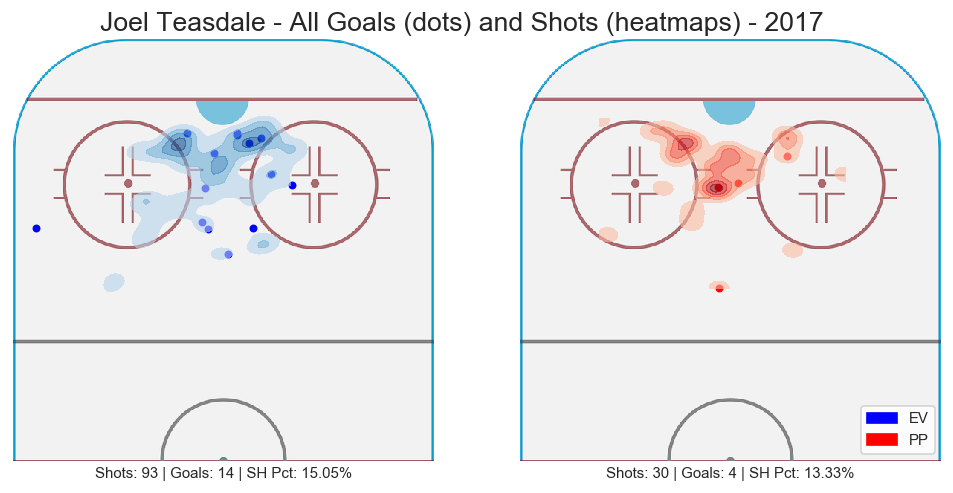 Joel Teasdale - All Goals (dots) and Shots (heatmaps) - 2017
EV
PP
Shots: 93 | Goals: 14 | SH Pct: 15.05%
Shots: 30 | Goals: 4 | SH Pct: 13.33%